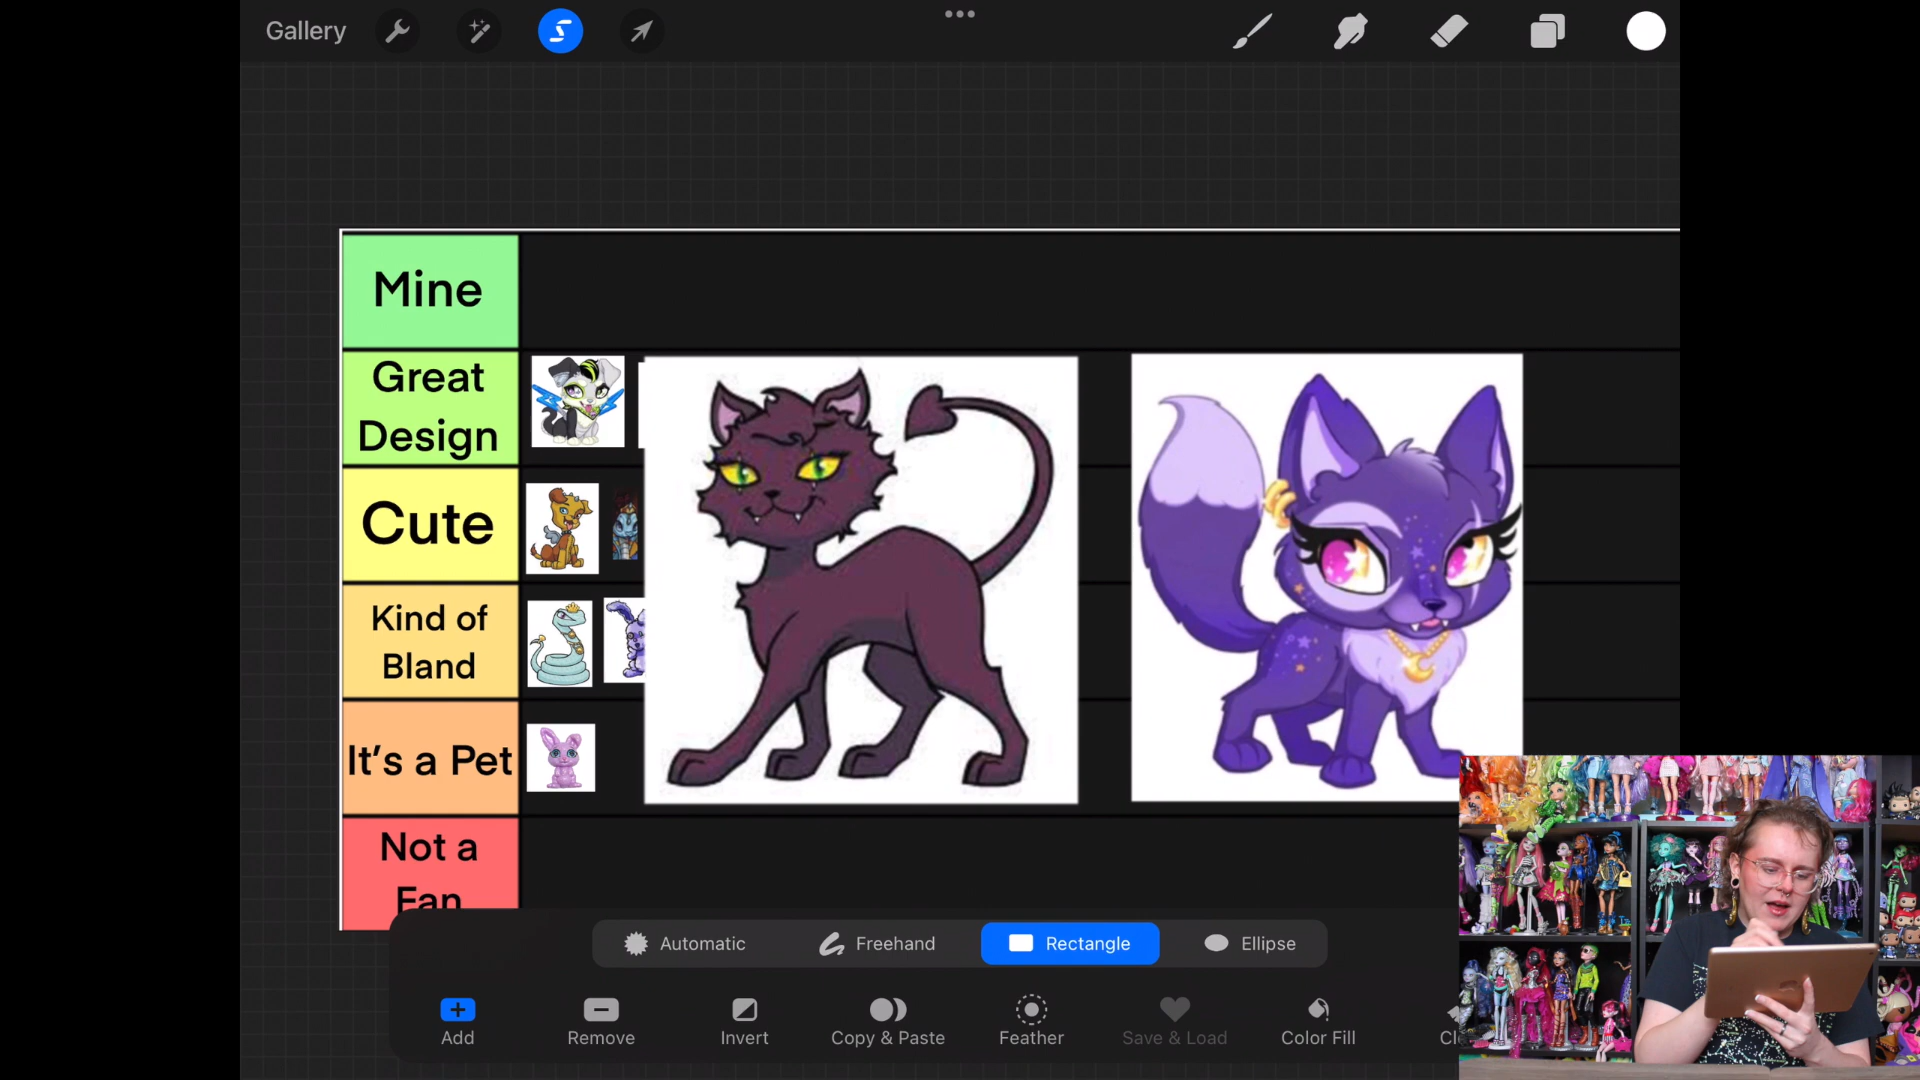 Gallery
Mine
Great
Design
Cute
Kind of
Bland
It's a Pet
Not a
Fan
Automatic
Freehand
Rectangle
Ellipse
Add
Remove
Invert
Copy & Paste
Feather
Save & Load
Color Fill